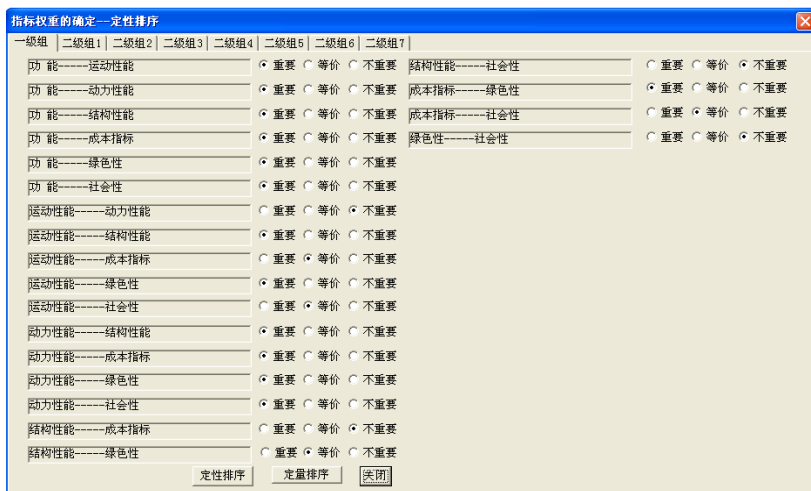 指标权重的确定--定性排序
一级组 二级组1 二级组2 二级组3 二级组4 二级组5 二级组6 二级组7
功 能-----运动性能 重要 等价 不重要 结构性能-----社会性 重要 等价 不重要
功 能-----动力性能 重要 等价 不重要 成本指标-----绿色性 重要 等价 不重要
功 能-----结构性能 重要 等价 不重要 成本指标-----社会性 重要 等价 不重要
功 能-----成本指标 重要 等价 不重要 绿色性-----社会性 重要 等价 不重要
功 能-----绿色性 重要 等价 不重要
功 能-----社会性 重要 等价 不重要
运动性能-----动力性能 重要 等价 不重要
运动性能-----结构性能 重要 等价 不重要
运动性能-----成本指标 重要 等价 不重要
运动性能-----绿色性 重要 等价 不重要
运动性能-----社会性 重要 等价 不重要
动力性能-----结构性能 重要 等价 不重要
动力性能-----成本指标 重要 等价 不重要
动力性能-----绿色性 重要 等价 不重要
动力性能-----社会性 重要 等价 不重要
结构性能-----成本指标 重要 等价 不重要
结构性能-----绿色性 重要 等价 不重要
定性排序 定量排序 关闭